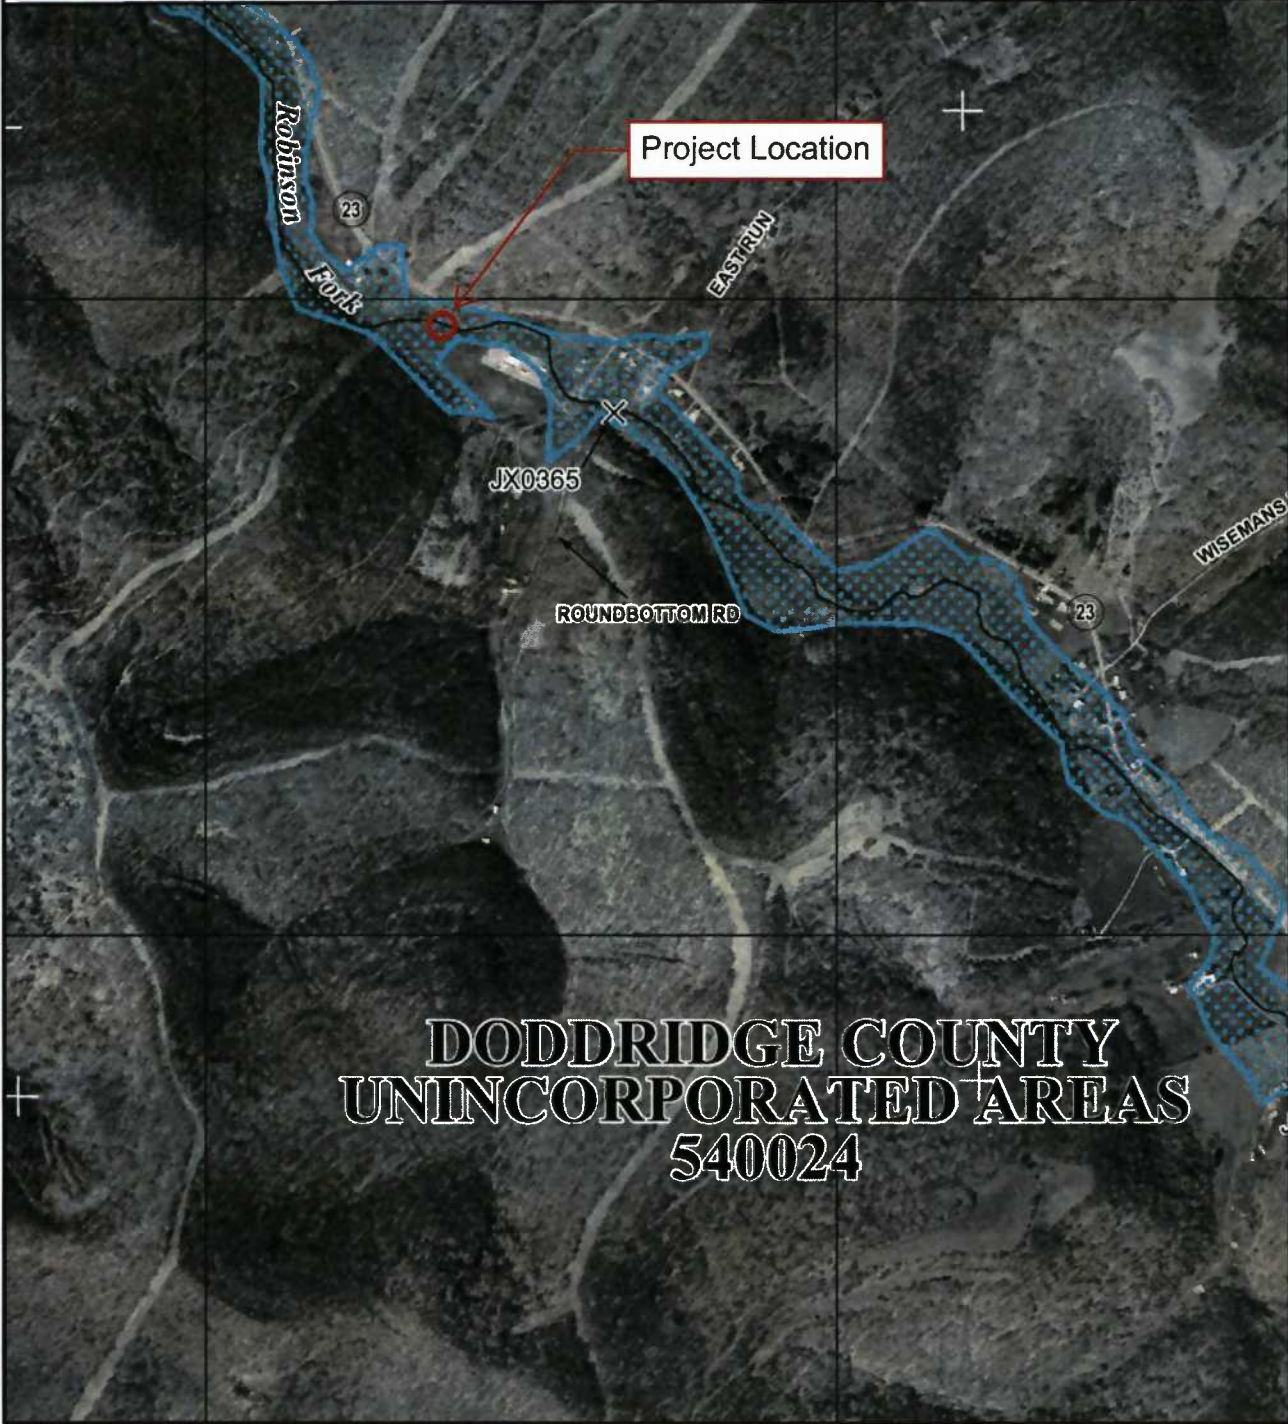 Project Location
Robinson
23
Fork
EAST RUN
JX0365
WISEMANS
ROUNDBOTTOM RD
23
DODDRIDGE COUNTY
UNINCORPORATED AREAS
540024